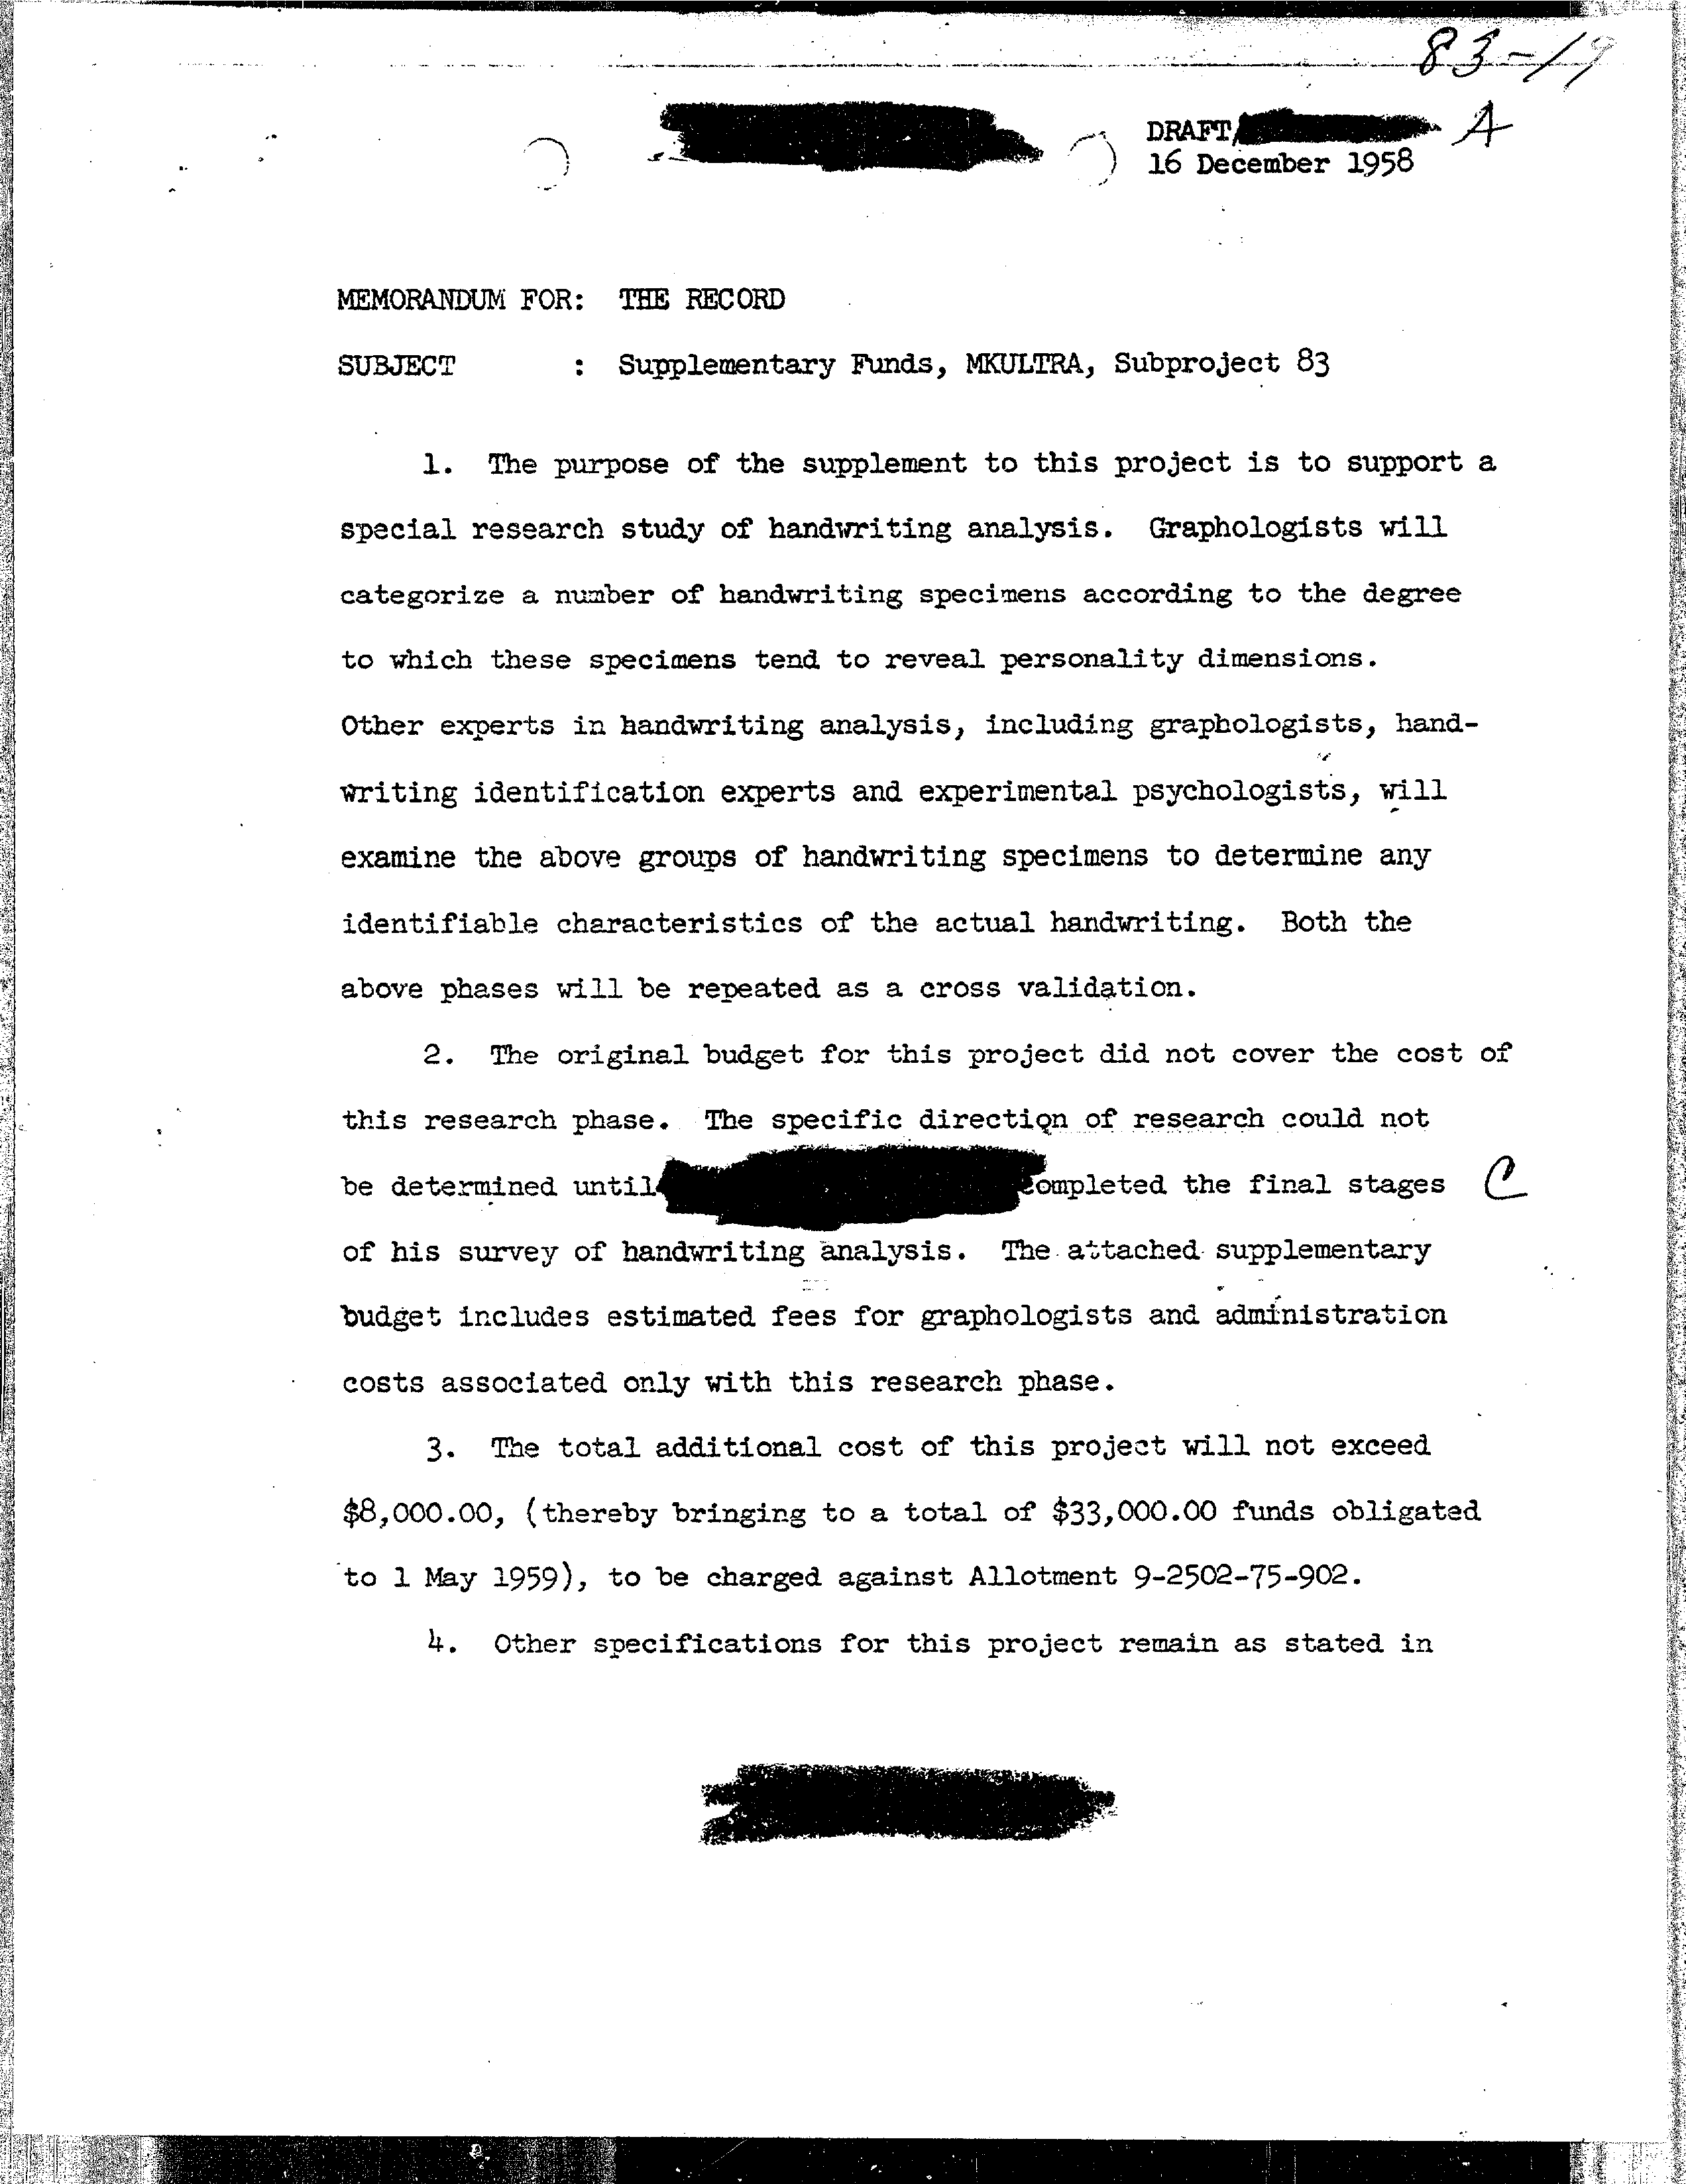 83-19
DRAFT/ A
16 December 1958
MEMORANDUM FOR: THE RECORD
SUBJECT : Supplementary Funds, MKULTRA, Subproject 83
1. The purpose of the supplement to this project is to support a
special research study of handwriting analysis. Graphologists will
categorize a number of handwriting specimens according to the degree
to which these specimens tend to reveal personality dimensions.
Other experts in handwriting analysis, including graphologists, hand-
writing identification experts and experimental psychologists, will
examine the above groups of handwriting specimens to determine any
identifiable characteristics of the actual handwriting. Both the
above phases will be repeated as a cross validation.
2. The original budget for this project did not cover the cost of
this research phase. The specific direction of research could not
be determined until completed the final stages C
of his survey of handwriting analysis. The attached supplementary
budget includes estimated fees for graphologists and administration
costs associated only with this research phase.
3. The total additional cost of this project will not exceed
$8,000.00, (thereby bringing to a total of $33,000.00 funds obligated
to 1 May 1959), to be charged against Allotment 9-2502-75-902.
4. Other specifications for this project remain as stated in